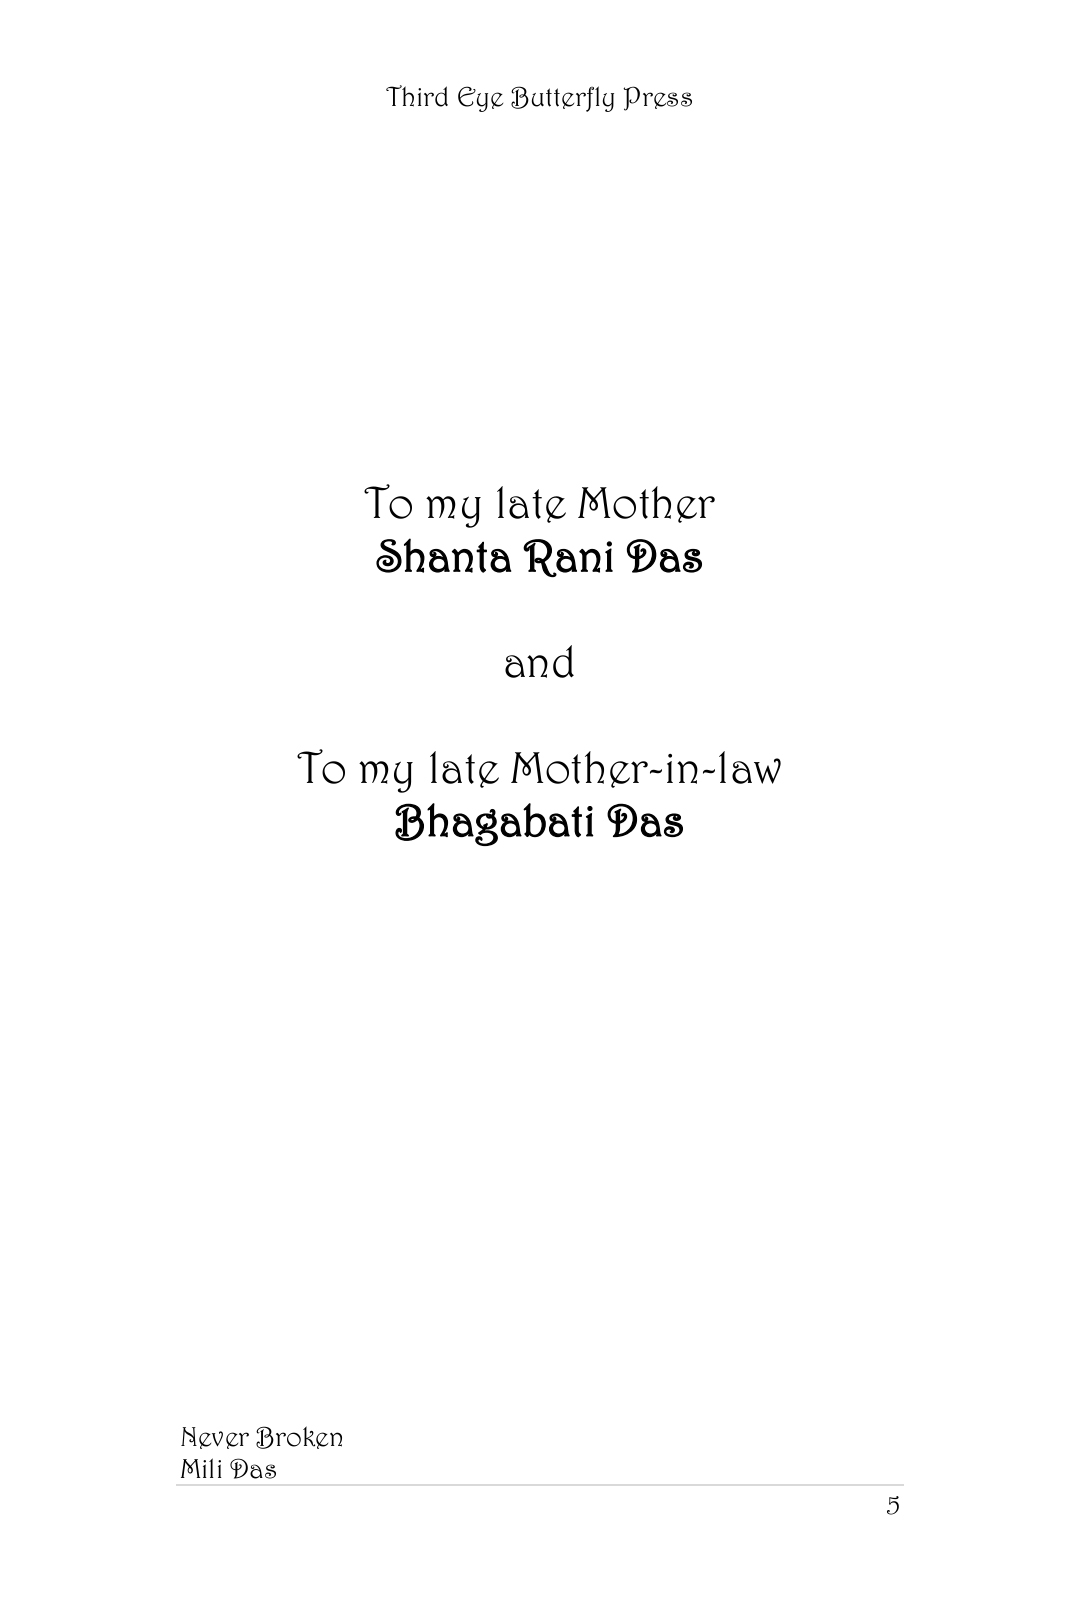 Third Eye Butterfly Press
To my late Mother
Shanta Rani Das
and
To my late Mother-in-law
Bhagabati Das
Never Broken
Mili Das
5